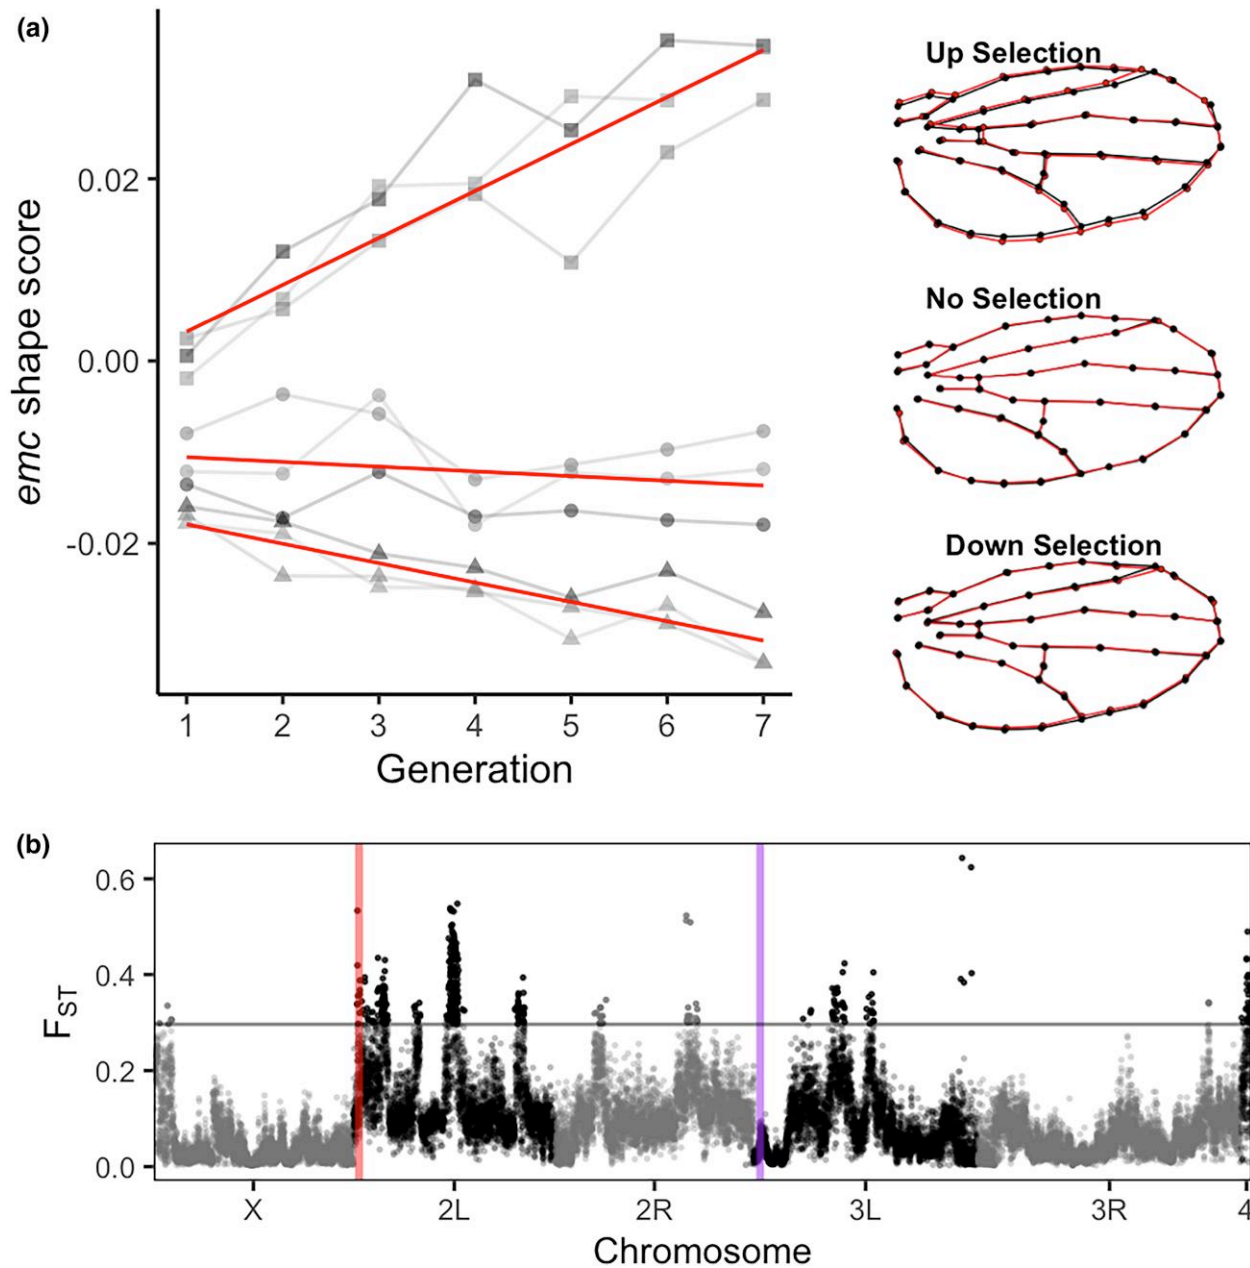 (a)
Up Selection
0.02
0.00
-0.02
emc shape score
No Selection
Down Selection
1 2 3 4 5 6 7
Generation
(b)
0.6
0.4
0.2
0.0
FST
X 2L 2R 3L 3R 4
Chromosome